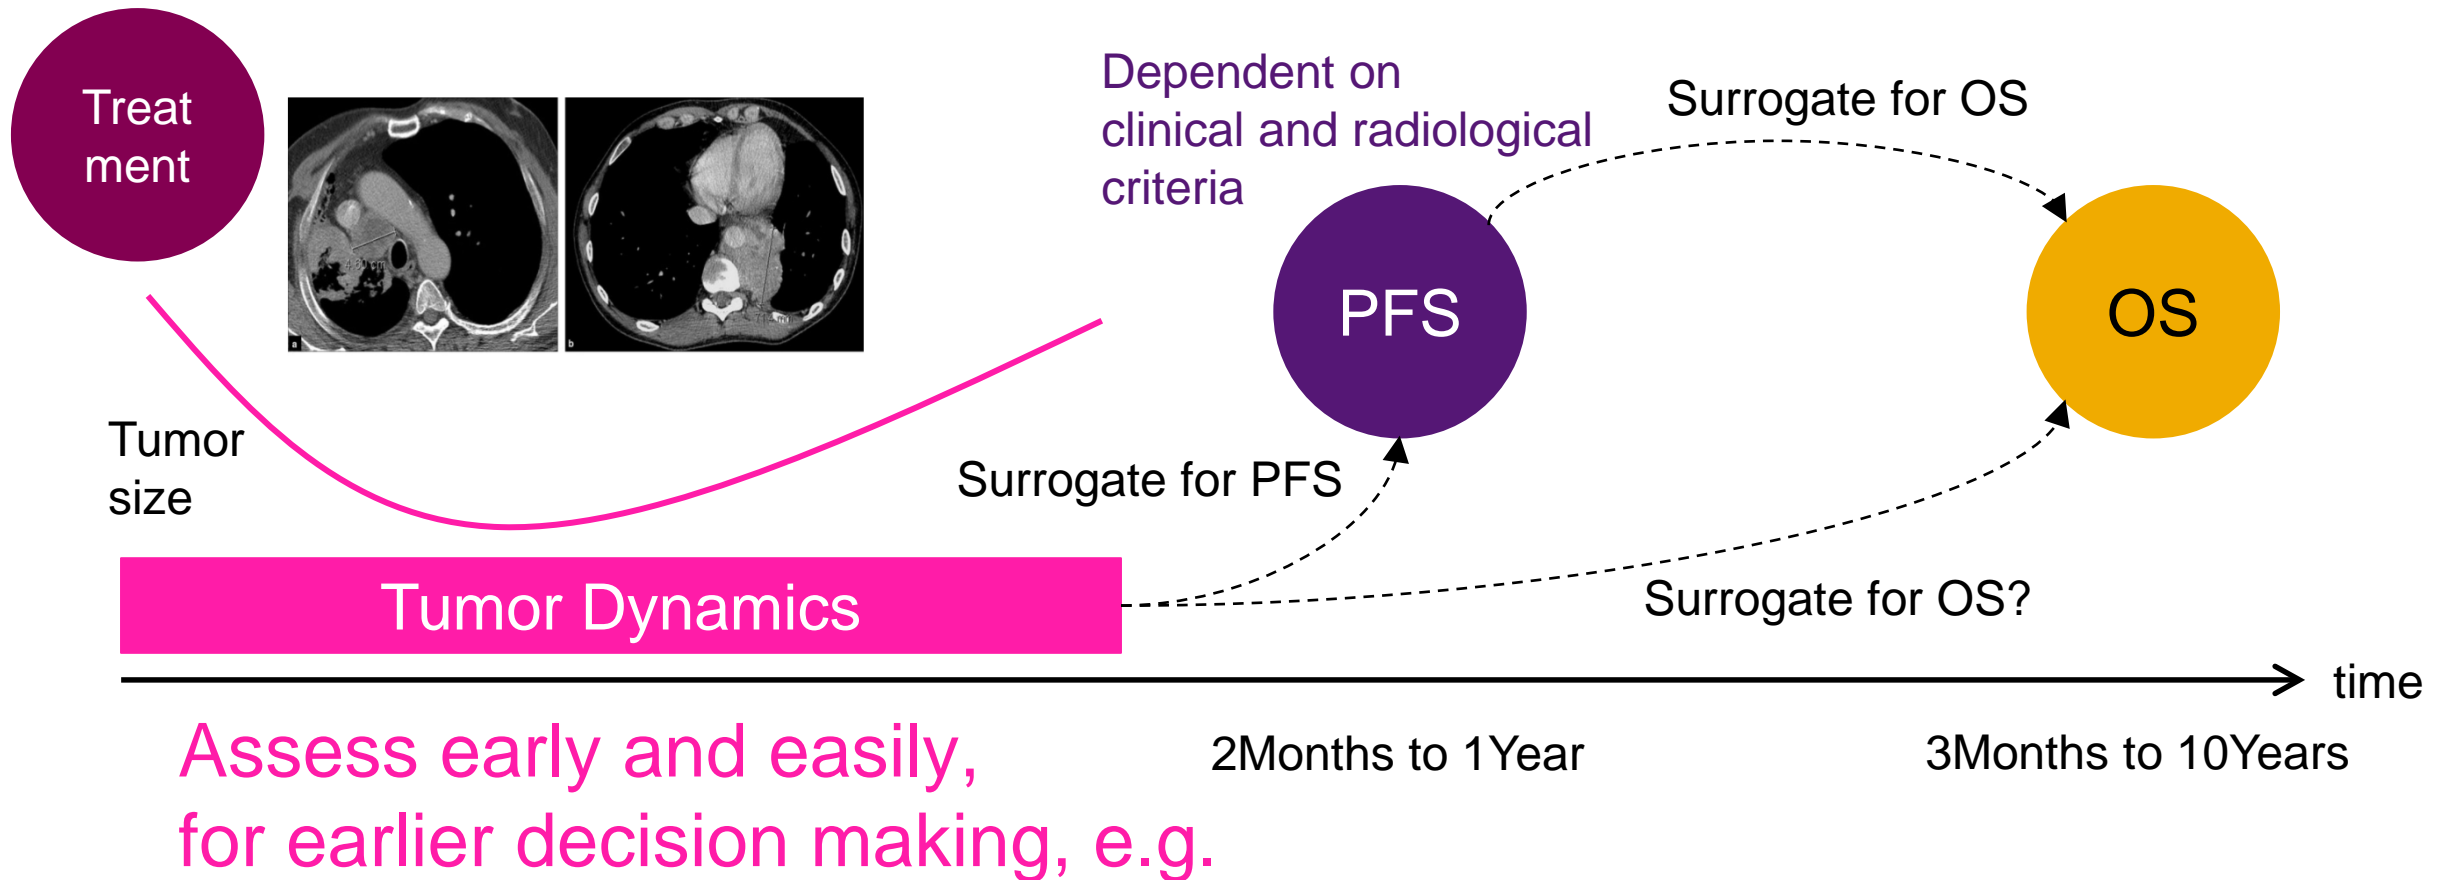 Treat
ment
a
b
Dependent on
clinical and radiological
criteria
Surrogate for OS
PFS
OS
Tumor
size
Surrogate for PFS
Tumor Dynamics
Surrogate for OS?
time
Assess early and easily,
for earlier decision making, e.g.
2Months to 1Year
3Months to 10Years